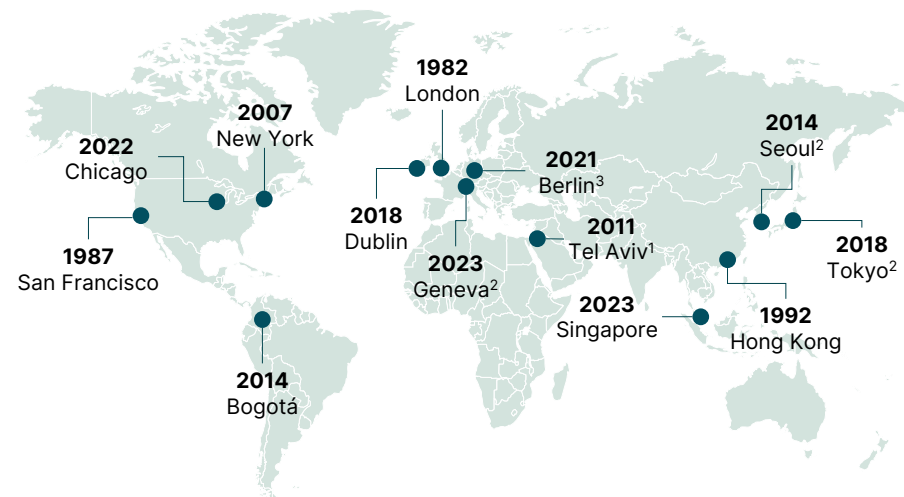 1982
London
2007
New York
2022
Chicago
2014
Seoul²
2021
Berlin³
2018
Dublin
2011
Tel Aviv¹
2018
Tokyo²
1987
San Francisco
2023
Geneva²
2023
Singapore
1992
Hong Kong
2014
Bogotá